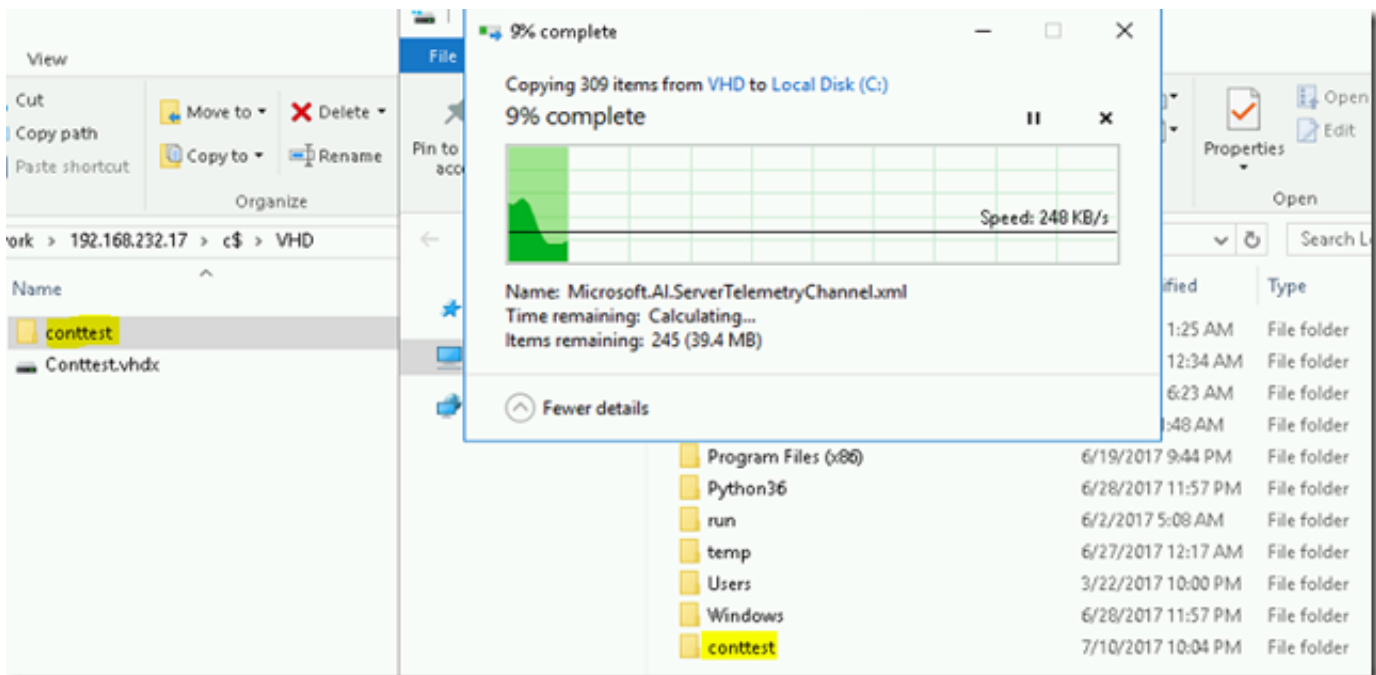 View
Cut
Copy path
Paste shortcut
Move to
Copy to
Delete
Rename
Organize
192.168.232.17 > c$ > VHD
Name
conttest
Conttest.vhdx
File
Pin to
9% complete
Copying 309 items from VHD to Local Disk (C:)
9% complete
Speed: 248 KB/s
Name: Microsoft.AI.ServerTelemetryChannel.xml
Time remaining: Calculating...
Items remaining: 245 (39.4 MB)
Fewer details
Properties
Open
Edit
Open
Search
Type
1:25 AM File folder
12:34 AM File folder
6:23 AM File folder
:48 AM File folder
Program Files (x86) 6/19/2017 9:44 PM File folder
Python36 6/28/2017 11:57 PM File folder
run 6/2/2017 5:08 AM File folder
temp 6/27/2017 12:17 AM File folder
Users 3/22/2017 10:00 PM File folder
Windows 6/28/2017 11:57 PM File folder
conttest 7/10/2017 10:04 PM File folder